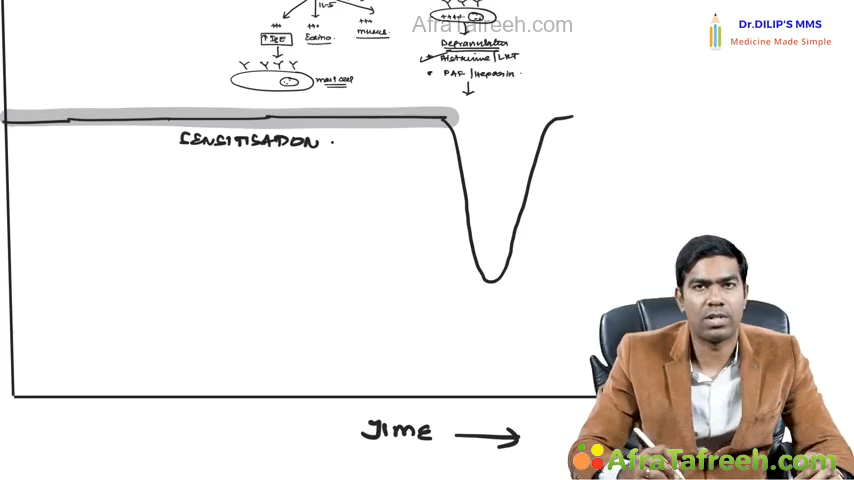 AfraTafreeh.com
Dr.DILIP'S MMS
Medicine Made Simple
IL-5
+++
+++
+++
↑IgE
Eosino.
mucus
++++
Degranulation
Histamine/LKT
• PAF/Heparin.
Y Y Y Y
Y Y Y
mast cell
SENSITISATION.
TIME →
AfraTafreeh.com